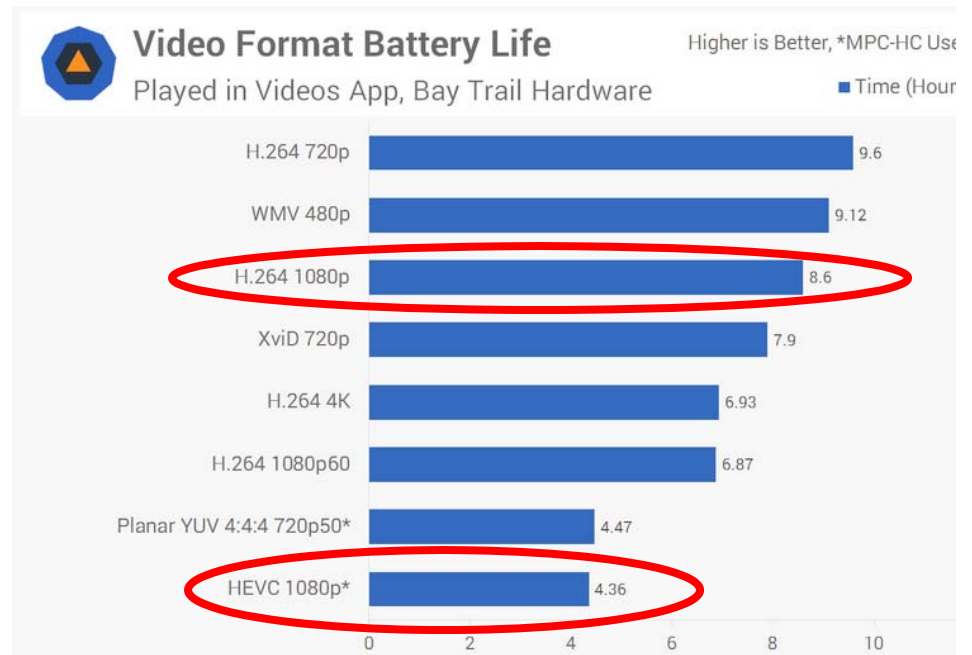 Video Format Battery Life
Higher is Better, *MPC-HC Use
Played in Videos App, Bay Trail Hardware
Time (Hour
H.264 720p 9.6
WMV 480p 9.12
H.264 1080p 8.6
XviD 720p 7.9
H.264 4K 6.93
H.264 1080p60 6.87
Planar YUV 4:4:4 720p50* 4.47
HEVC 1080p* 4.36
0 2 4 6 8 10